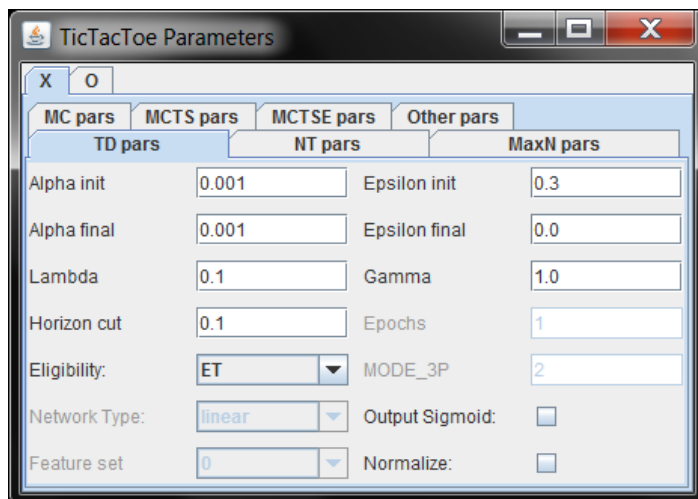 TicTacToe Parameters
X O
MC pars MCTS pars MCTSE pars Other pars
TD pars NT pars MaxN pars
Alpha init 0.001 Epsilon init 0.3
Alpha final 0.001 Epsilon final 0.0
Lambda 0.1 Gamma 1.0
Horizon cut 0.1 Epochs 1
Eligibility: ET MODE_3P 2
Network Type: linear Output Sigmoid:
Feature set 0 Normalize: